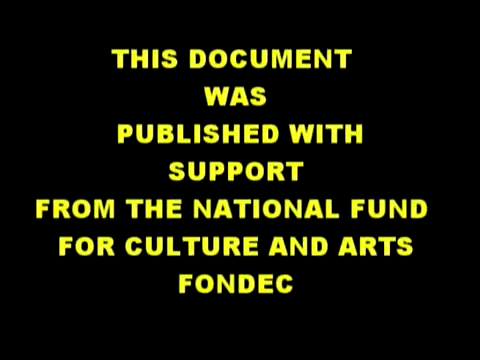 THIS DOCUMENT
WAS
PUBLISHED WITH
SUPPORT
FROM THE NATIONAL FUND
FOR CULTURE AND ARTS
FONDEC